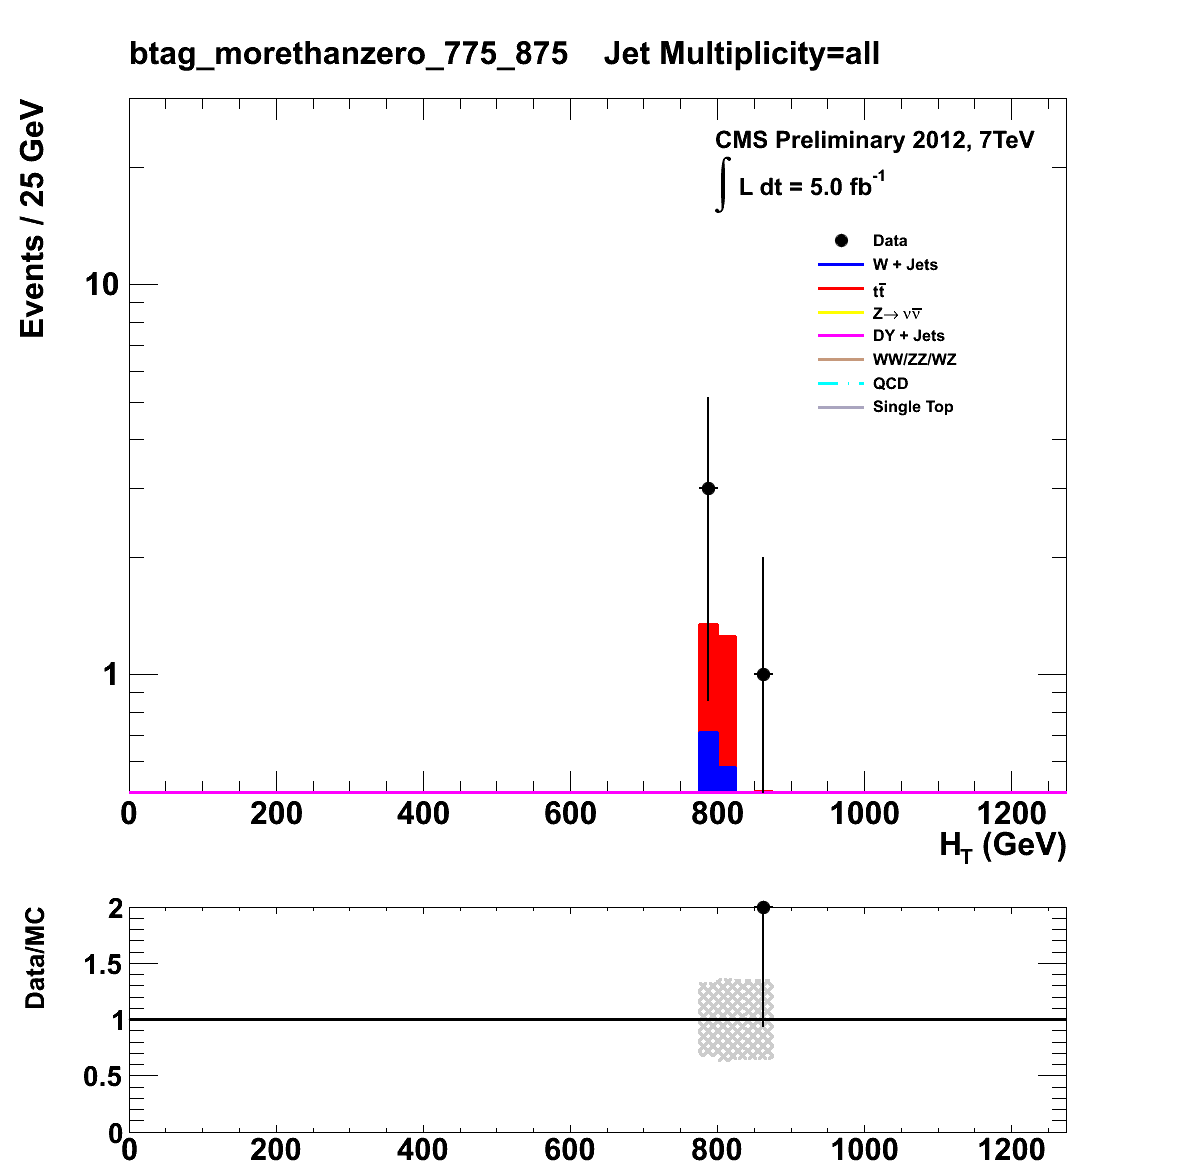 btag_morethanzero_775_875 Jet Multiplicity=all
Events / 25 GeV
CMS Preliminary 2012, 7TeV
∫ L dt = 5.0 fb⁻¹
Data
W + Jets
tt̅
Z→ νν̅
DY + Jets
WW/ZZ/WZ
QCD
Single Top
10
1
0 200 400 600 800 1000 1200
H_T (GeV)
Data/MC
2
1.5
1
0.5
0
0 200 400 600 800 1000 1200